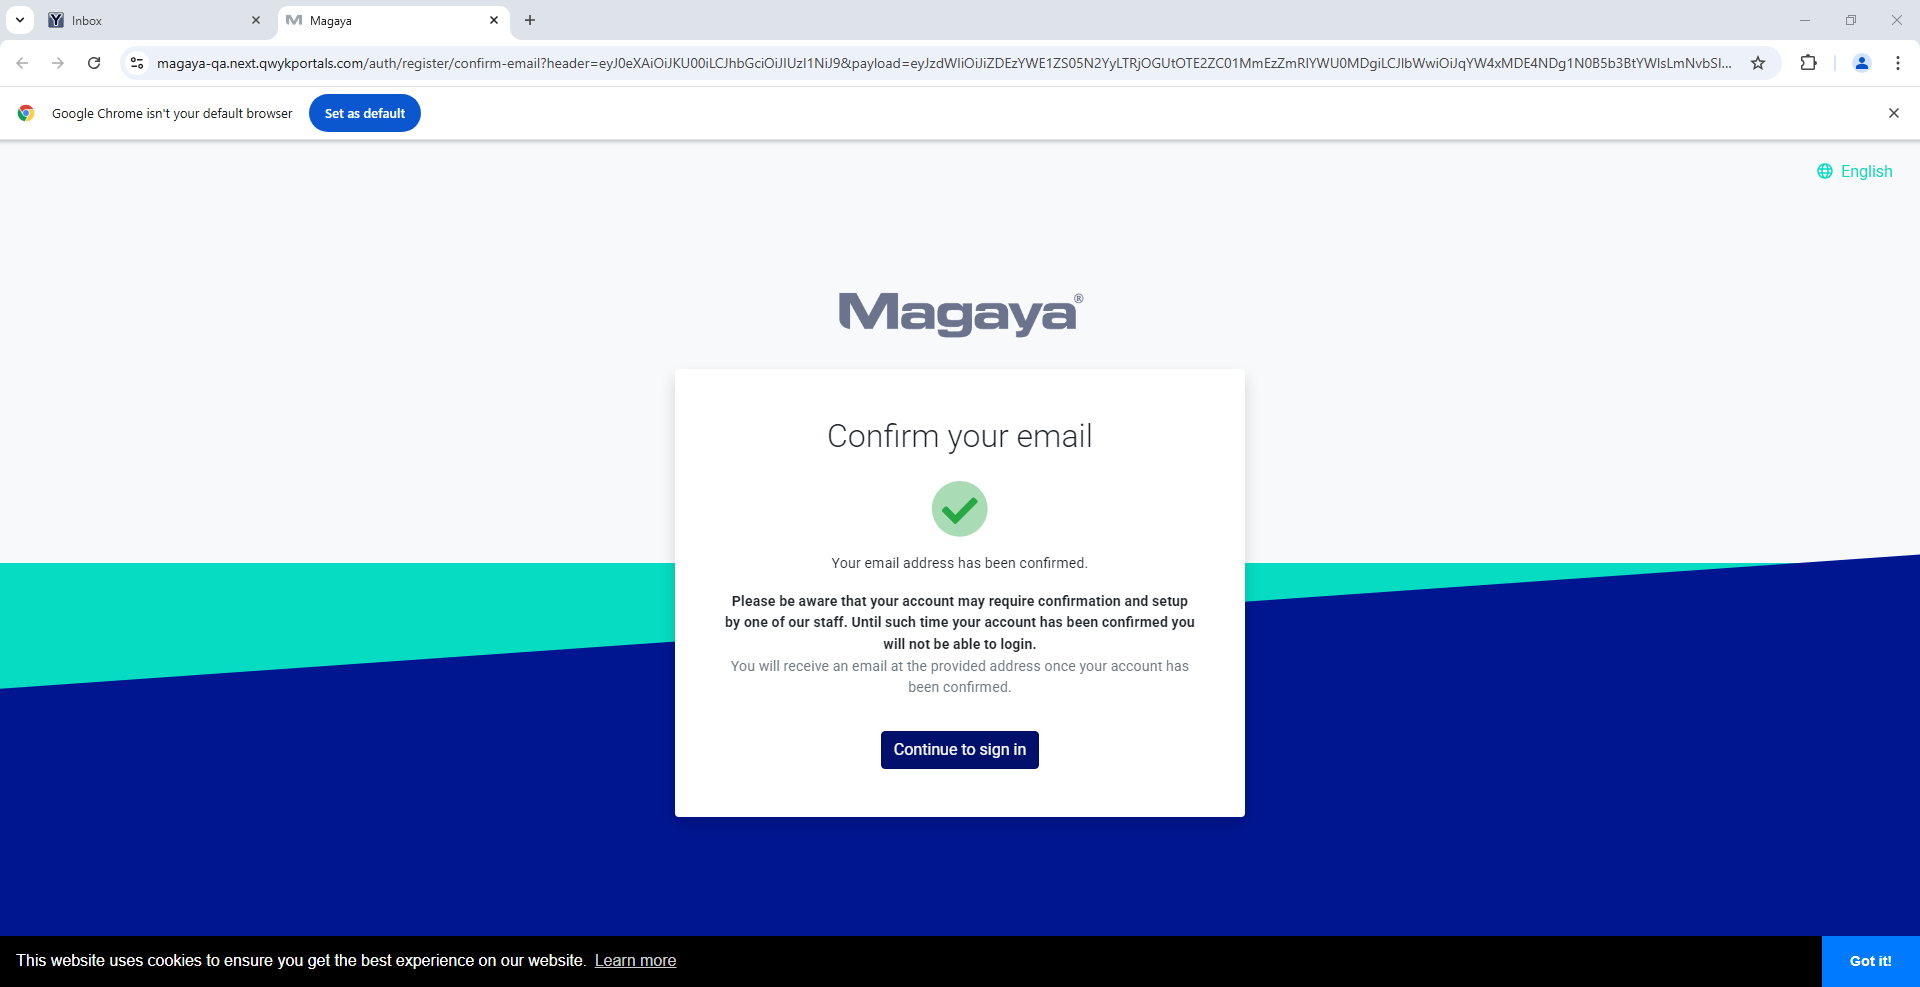 Inbox
Magaya
magaya-qa.next.qwykportals.com/auth/register/confirm-email?header=eyJ0eXAiOiJKU00iLCJhbGciOiJIUzI1NiJ9&payload=eyJzdWIiOiJiZDEzYWE1ZS05N2YyLTRjOGUtOTE2ZC01MmEzZmRlYWU0MDgiLCJlbWwiOiJqYW4xMDE4NDg1N0B5b3BtYWlsLmNvbSI...
Google Chrome isn't your default browser
Set as default
English
Magaya®
Confirm your email
Your email address has been confirmed.
Please be aware that your account may require confirmation and setup
by one of our staff. Until such time your account has been confirmed you
will not be able to login.
You will receive an email at the provided address once your account has
been confirmed.
Continue to sign in
This website uses cookies to ensure you get the best experience on our website. Learn more
Got it!